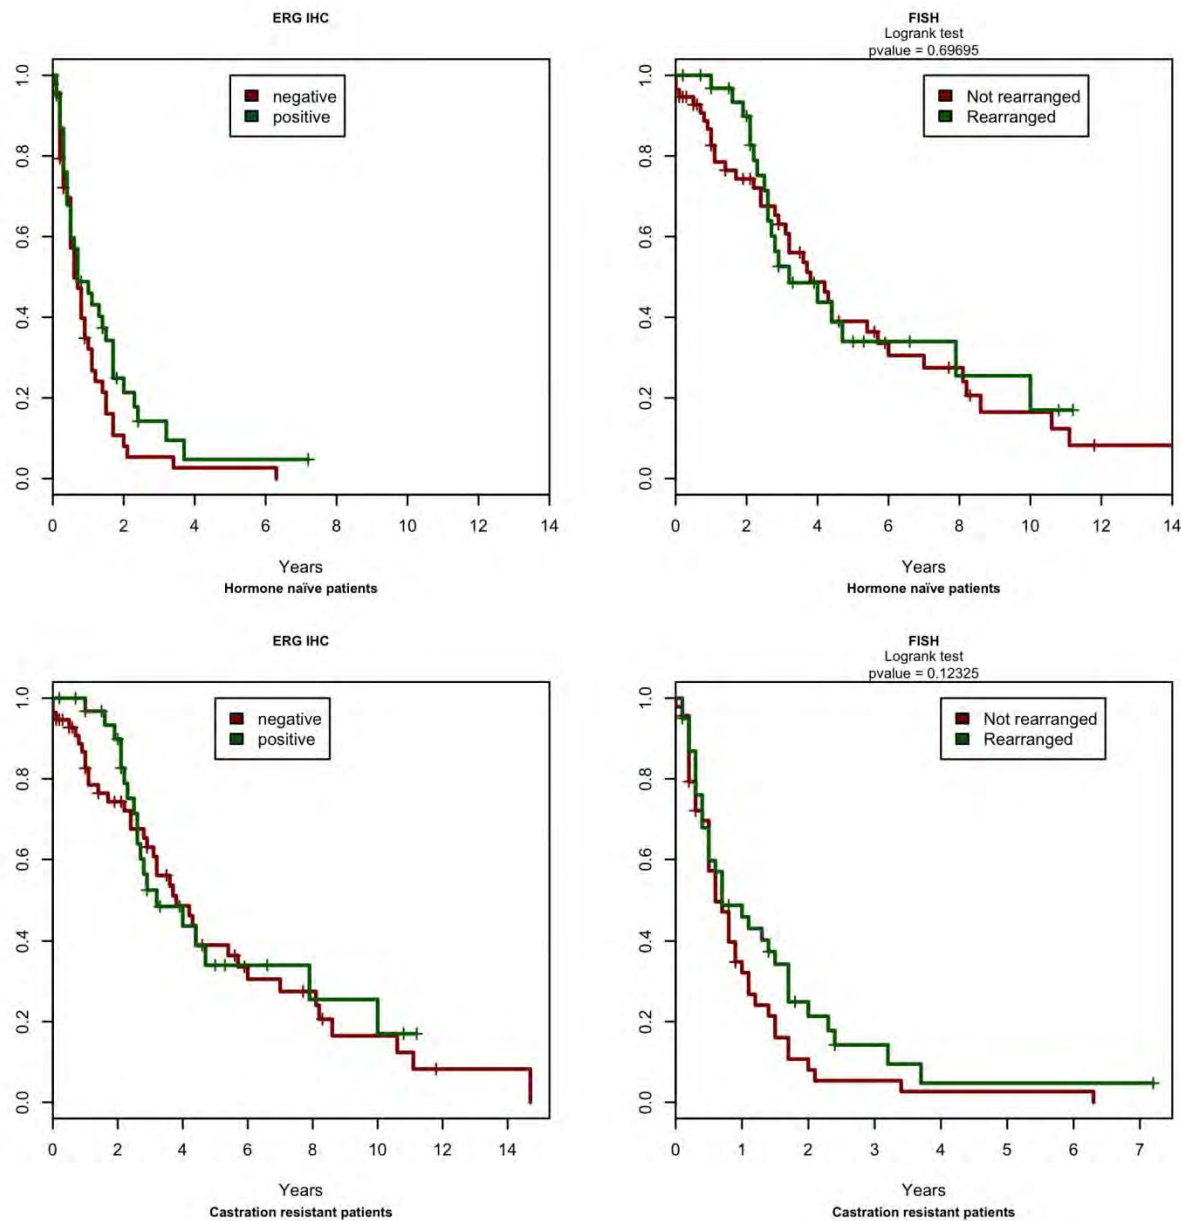 ERG IHC
negative
positive
1.0
0.8
0.6
0.4
0.2
0.0
0 2 4 6 8 10 12 14
Years
Hormone naïve patients
FISH
Logrank test
pvalue = 0.69695
Not rearranged
Rearranged
1.0
0.8
0.6
0.4
0.2
0.0
0 2 4 6 8 10 12 14
Years
Hormone naïve patients
ERG IHC
negative
positive
1.0
0.8
0.6
0.4
0.2
0.0
0 2 4 6 8 10 12 14
Years
Castration resistant patients
FISH
Logrank test
pvalue = 0.12325
Not rearranged
Rearranged
1.0
0.8
0.6
0.4
0.2
0.0
0 1 2 3 4 5 6 7
Years
Castration resistant patients